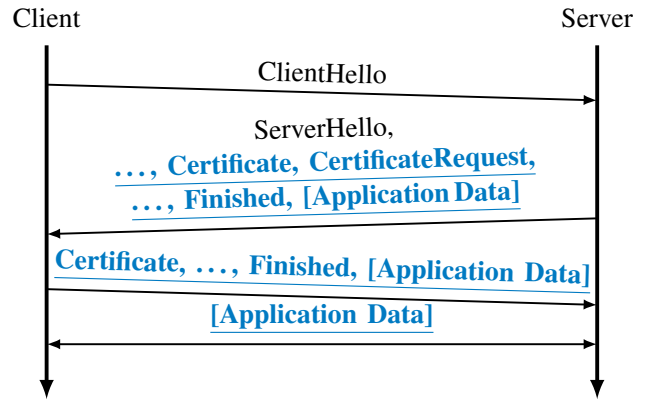 Client
Server
ClientHello
ServerHello,
..., Certificate, CertificateRequest,
..., Finished, [Application Data]
Certificate, ..., Finished, [Application Data]
[Application Data]